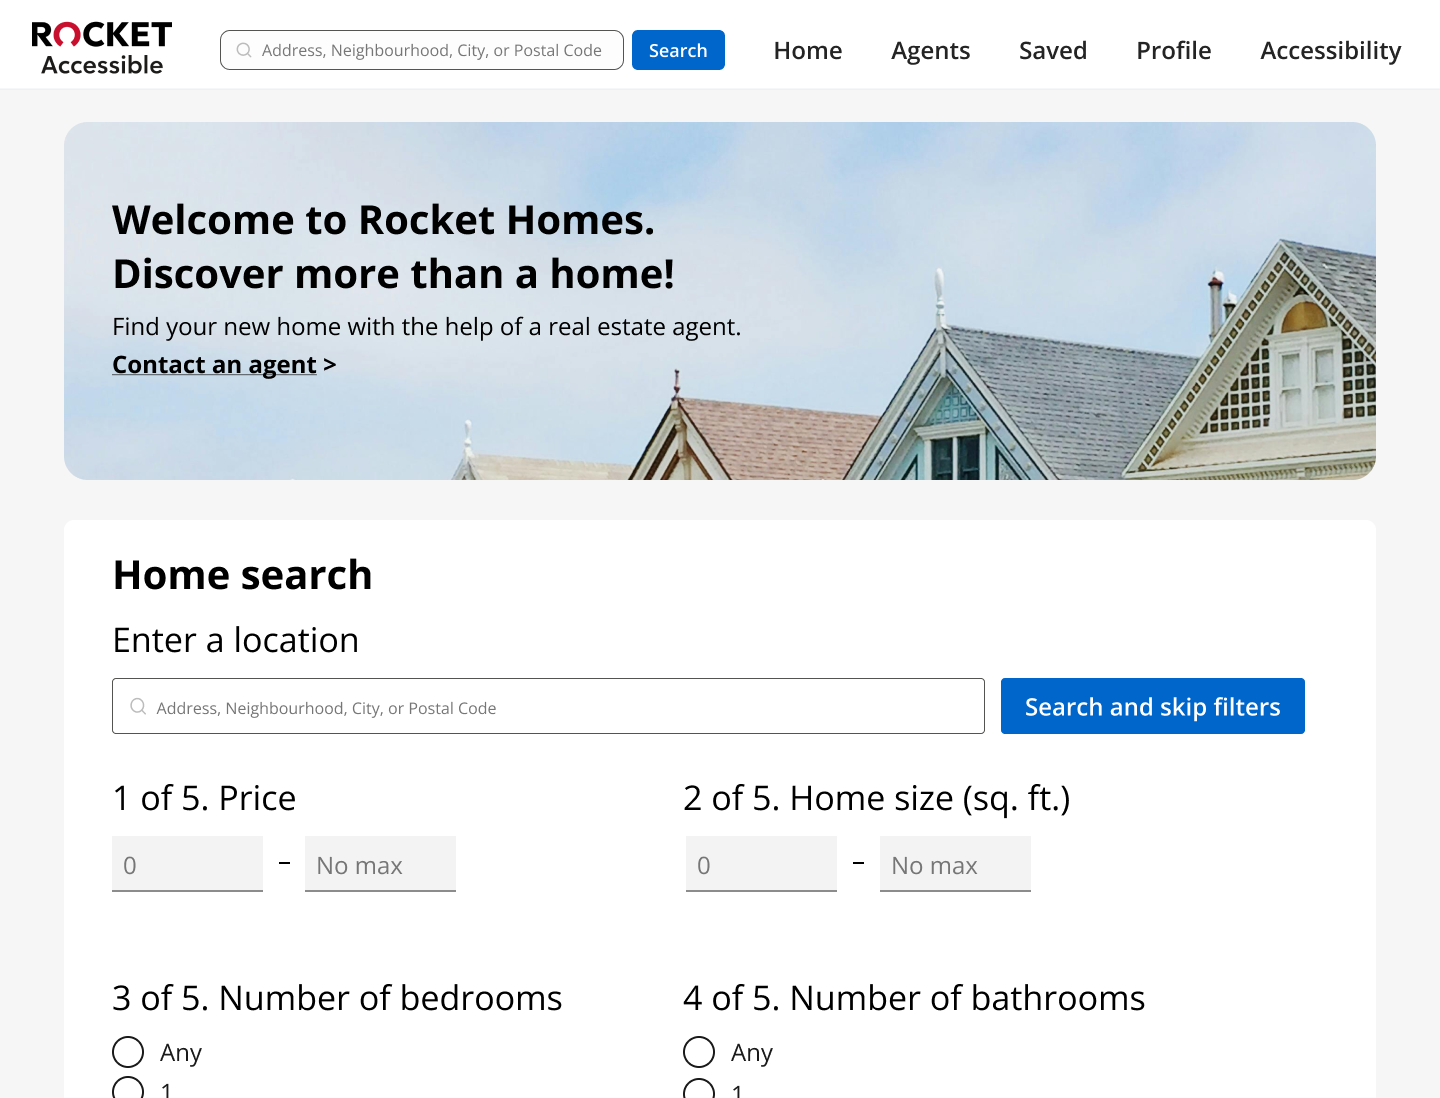 ROCKET
Accessible
Address, Neighbourhood, City, or Postal Code
Search
Home
Agents
Saved
Profile
Accessibility
Welcome to Rocket Homes.
Discover more than a home!
Find your new home with the help of a real estate agent.
Contact an agent >
Home search
Enter a location
Address, Neighbourhood, City, or Postal Code
Search and skip filters
1 of 5. Price
2 of 5. Home size (sq. ft.)
0 – No max
0 – No max
3 of 5. Number of bedrooms
4 of 5. Number of bathrooms
Any
Any
1
1